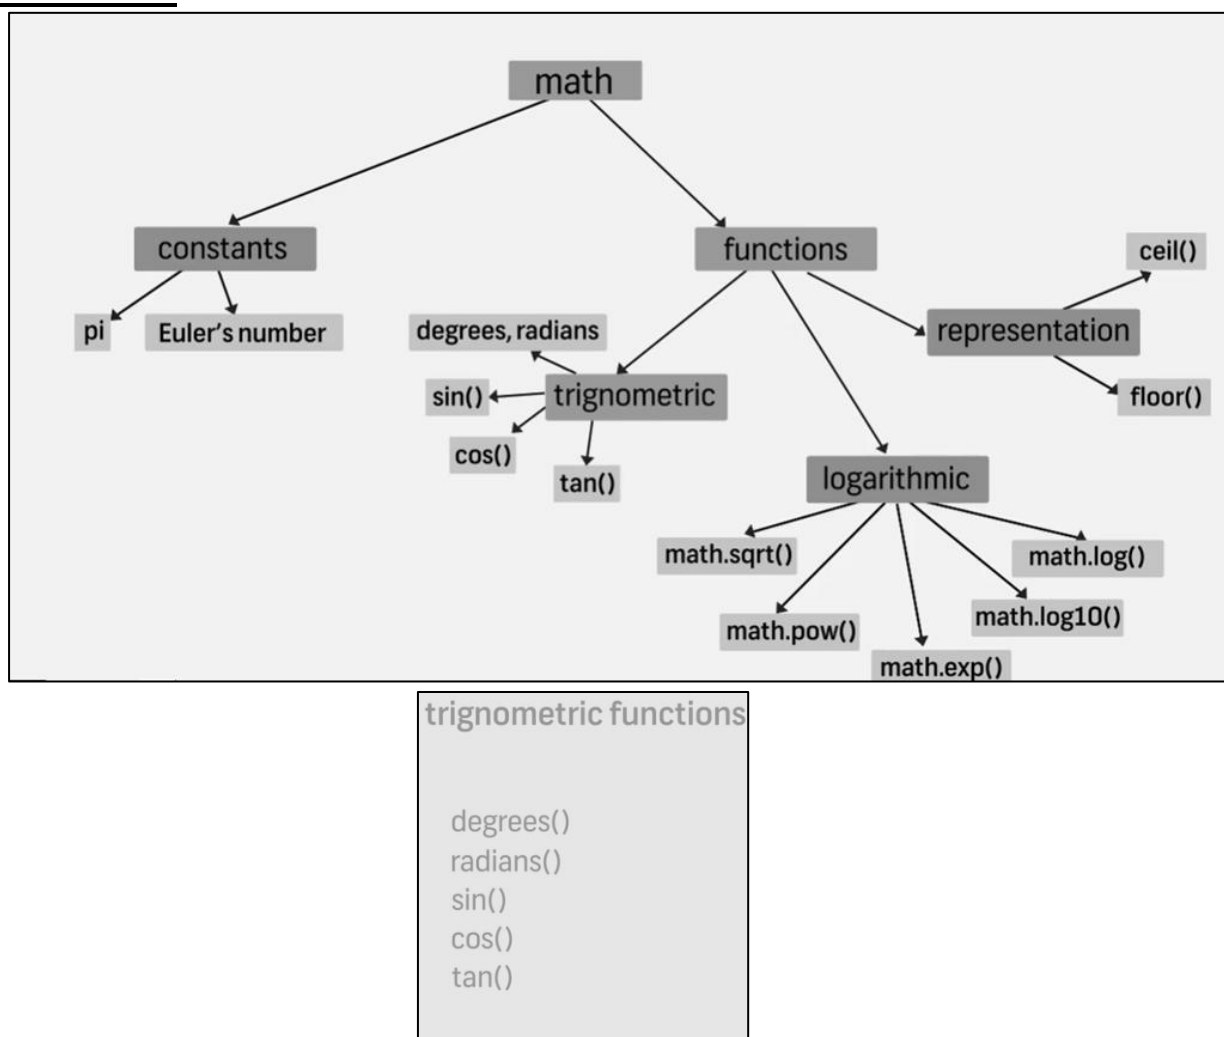 math
constants
functions
ceil()
pi
Euler's number
degrees, radians
representation
sin()
trignometric
floor()
cos()
tan()
logarithmic
math.sqrt()
math.log()
math.pow()
math.log10()
math.exp()
trignometric functions
degrees()
radians()
sin()
cos()
tan()